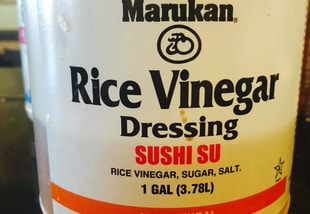 Marukan®
Rice Vinegar
Dressing
SUSHI SU
RICE VINEGAR, SUGAR, SALT.
1 GAL (3.78L)